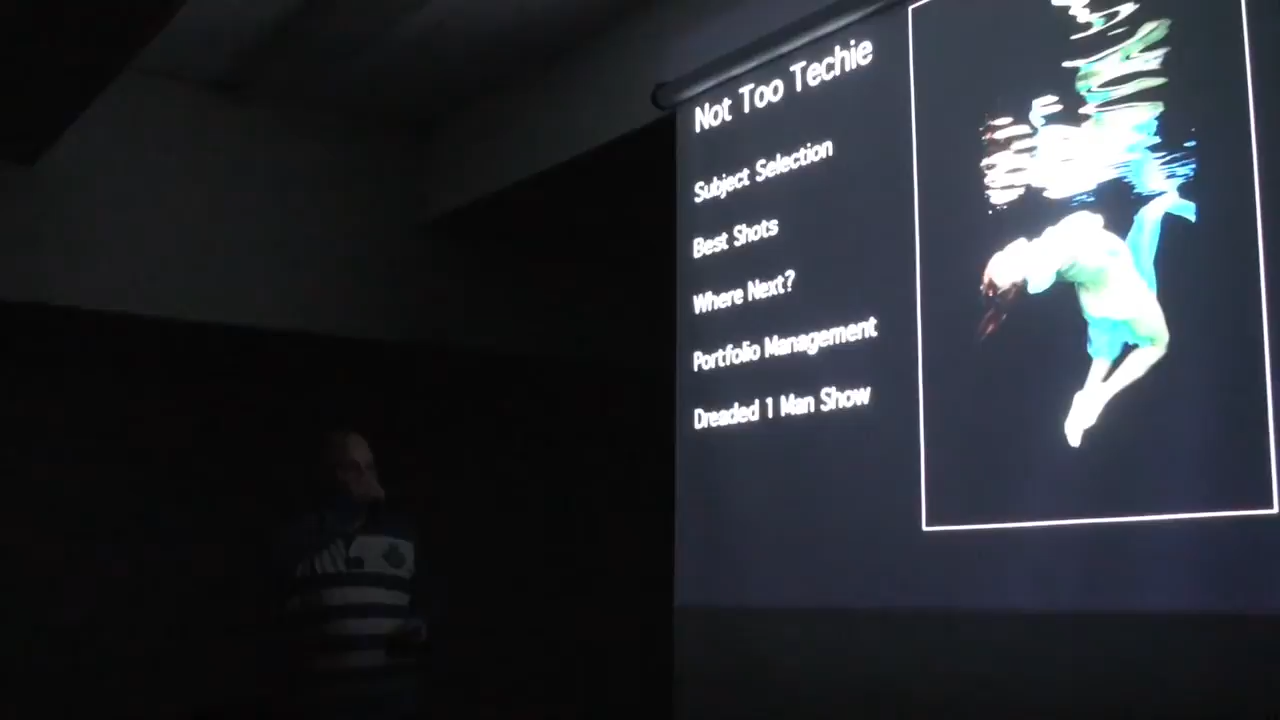 Not Too Techie
Subject Selection
Best Shots
Where Next?
Portfolio Management
Dreaded 1 Man Show